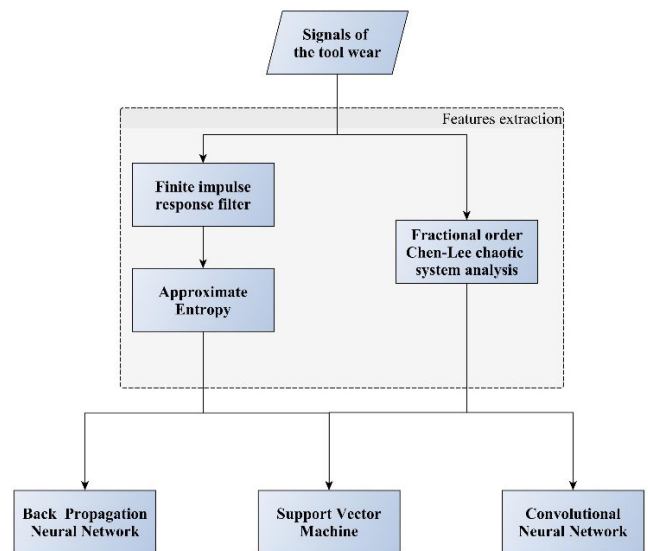 Signals of
the tool wear
Features extraction
Finite impulse
response filter
Fractional order
Chen-Lee chaotic
system analysis
Approximate
Entropy
Back Propagation
Neural Network
Support Vector
Machine
Convolutional
Neural Network